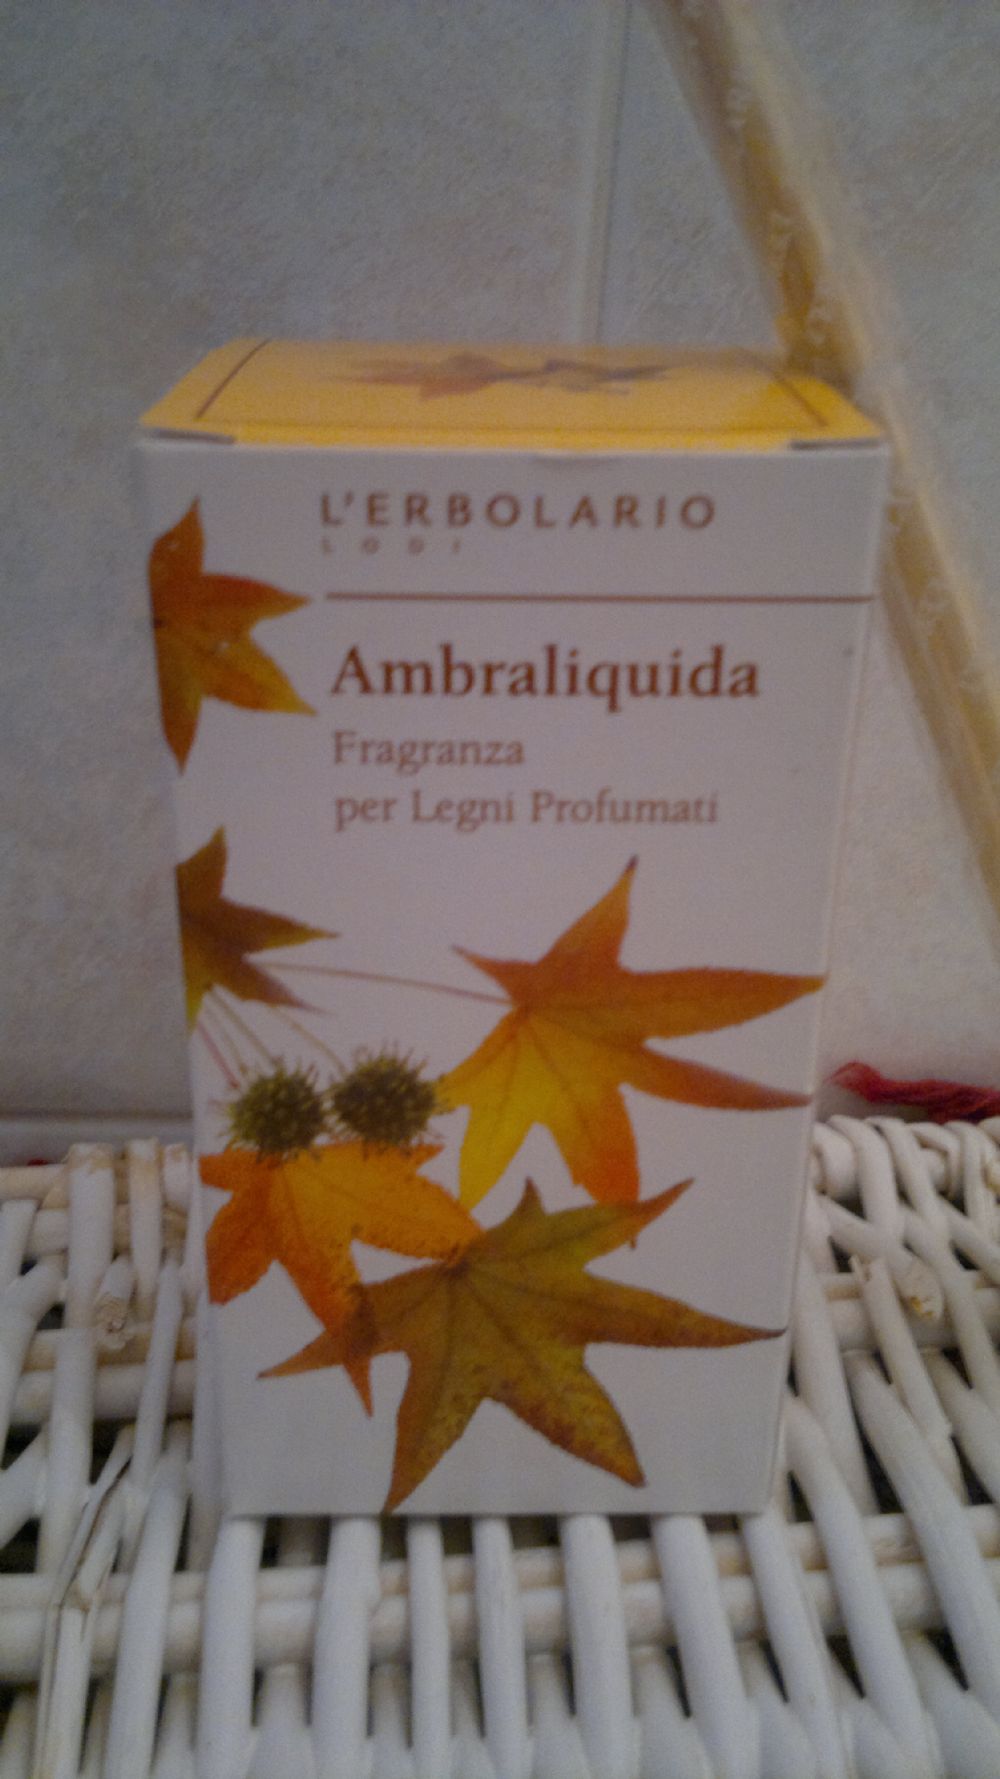 L'ERBOLARIO
LODI
Ambraliquida
Fragranza
per Legni Profumati